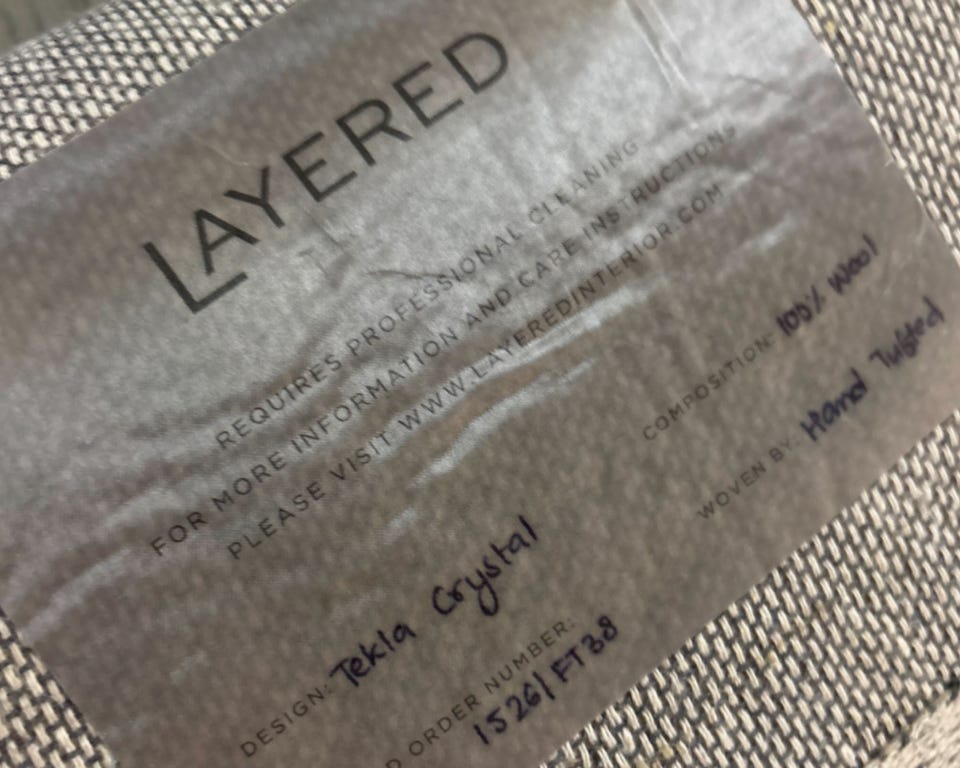 LAYERED
REQUIRES PROFESSIONAL CLEANING
FOR MORE INFORMATION AND CARE INSTRUCTIONS
PLEASE VISIT WWW.LAYEREDINTERIOR.COM
COMPOSITION: 100% Wool
WOVEN BY: Hand Tufted
DESIGN: Tekla Crystal
ORDER NUMBER:
1526/FT38